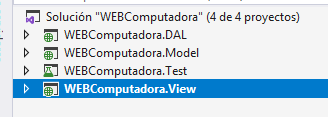 Solución "WEBComputadora" (4 de 4 proyectos)
WEBComputadora.DAL
WEBComputadora.Model
WEBComputadora.Test
WEBComputadora.View